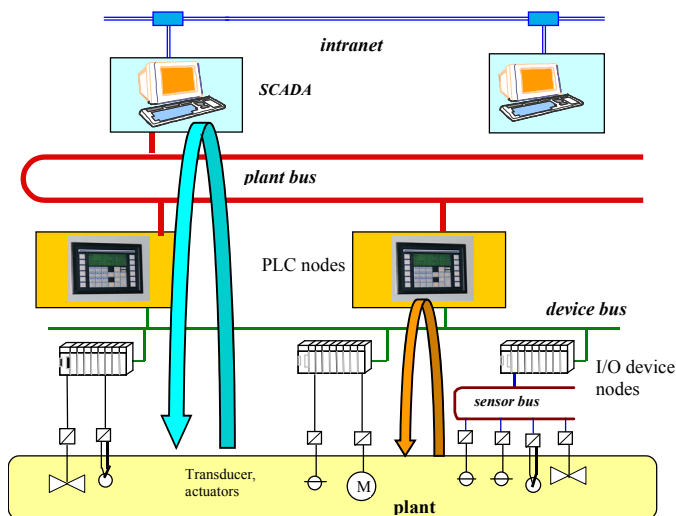 intranet
SCADA
plant bus
PLC nodes
device bus
I/O device
nodes
sensor bus
Transducer,
actuators
M
plant